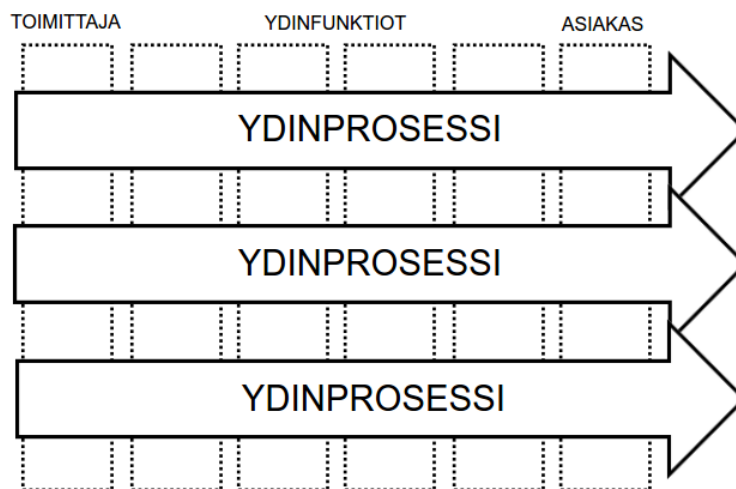 TOIMITTAJA YDINFUNKTIOT ASIAKAS
YDINPROSESSI
YDINPROSESSI
YDINPROSESSI